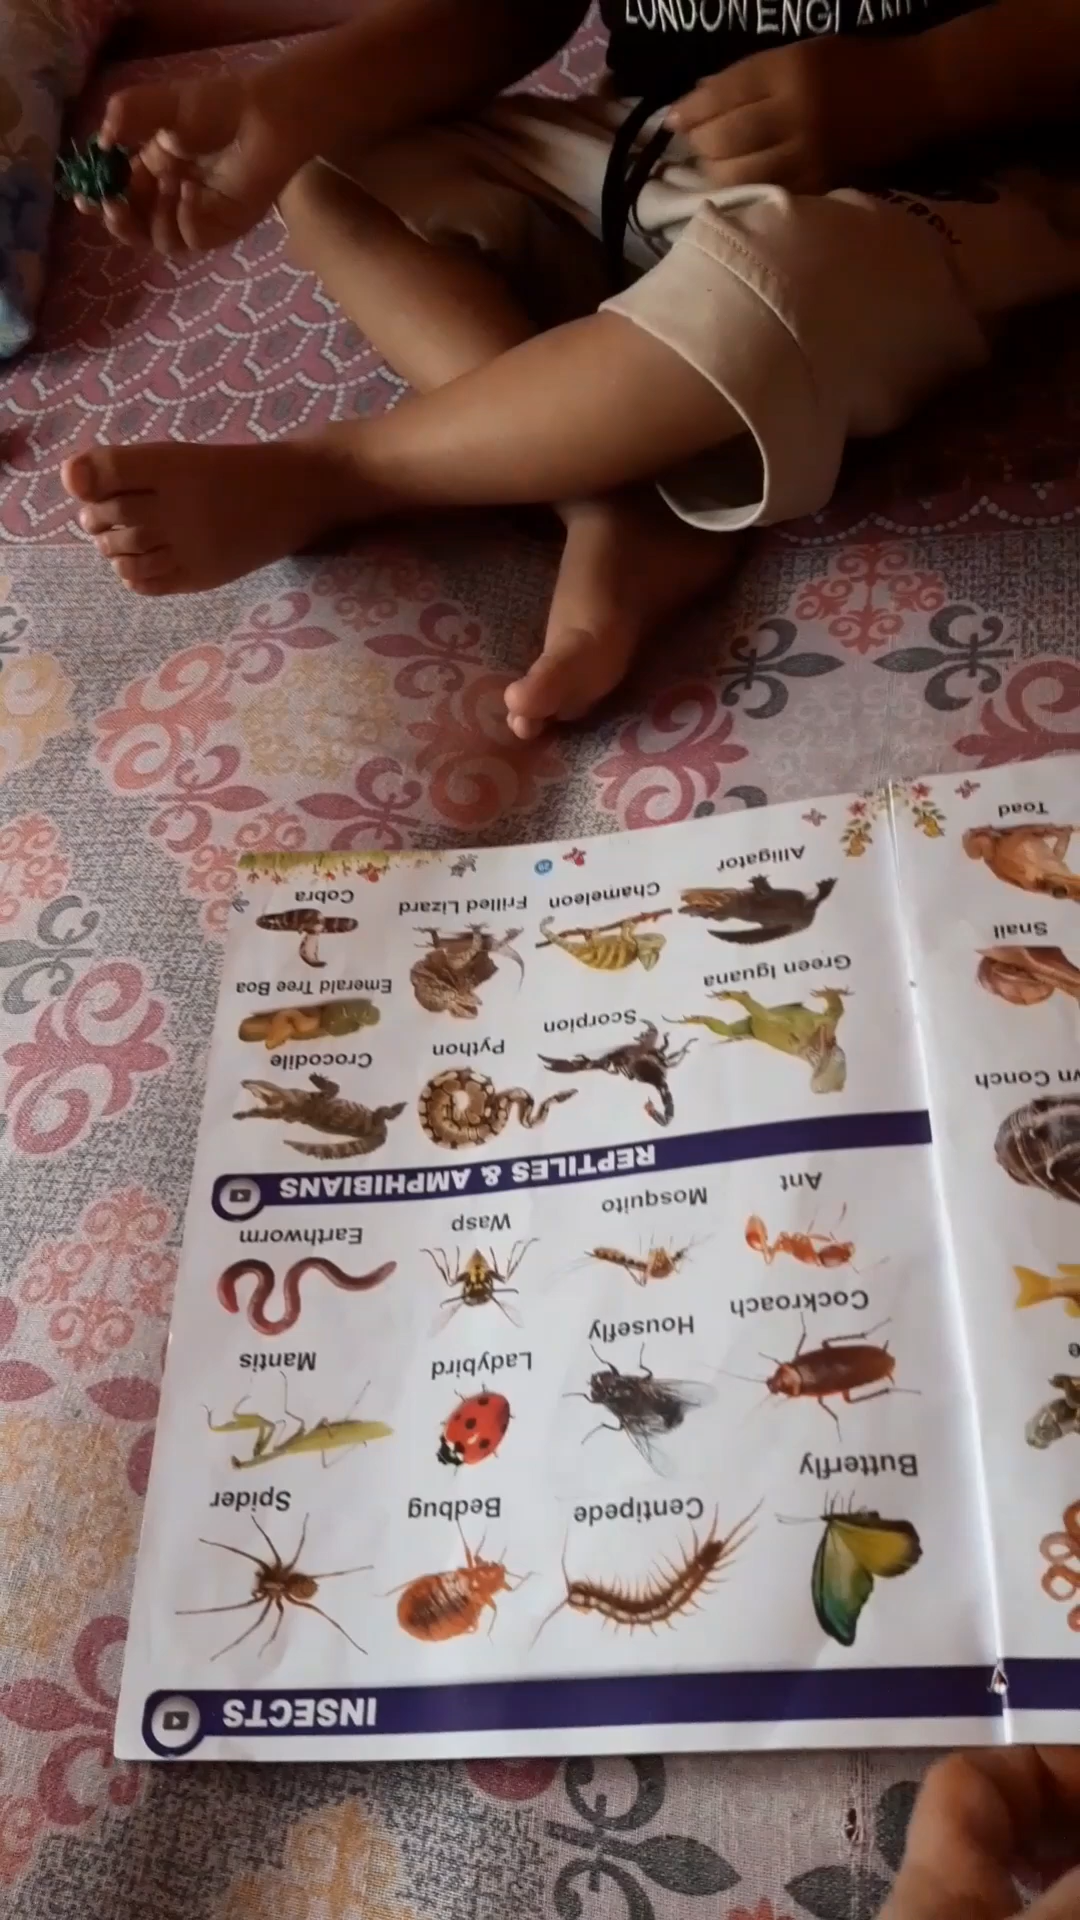 LONDON ENGLAND
INSECTS
Butterfly Centipede Bedbug Spider
Cockroach Housefly Ladybird Mantis
Ant Mosquito Wasp Earthworm
REPTILES & AMPHIBIANS
Green Iguana Scorpion Python Crocodile
Alligator Chameleon Frilled Lizard Emerald Tree Boa
Cobra
29
Conch
Snail
Toad